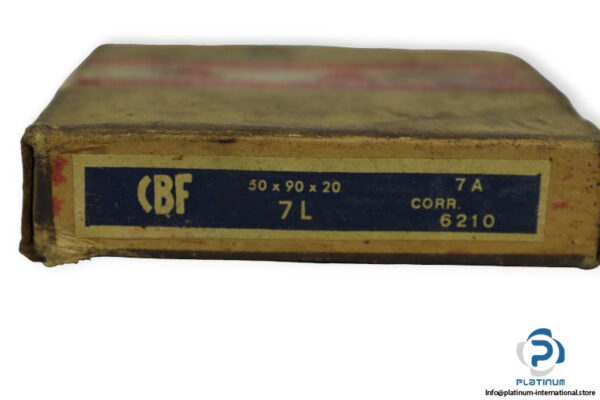 CBF
50 x 90 x 20
7 L
7 A
CORR.
6210
PLATINUM
Info@platinum-international.store